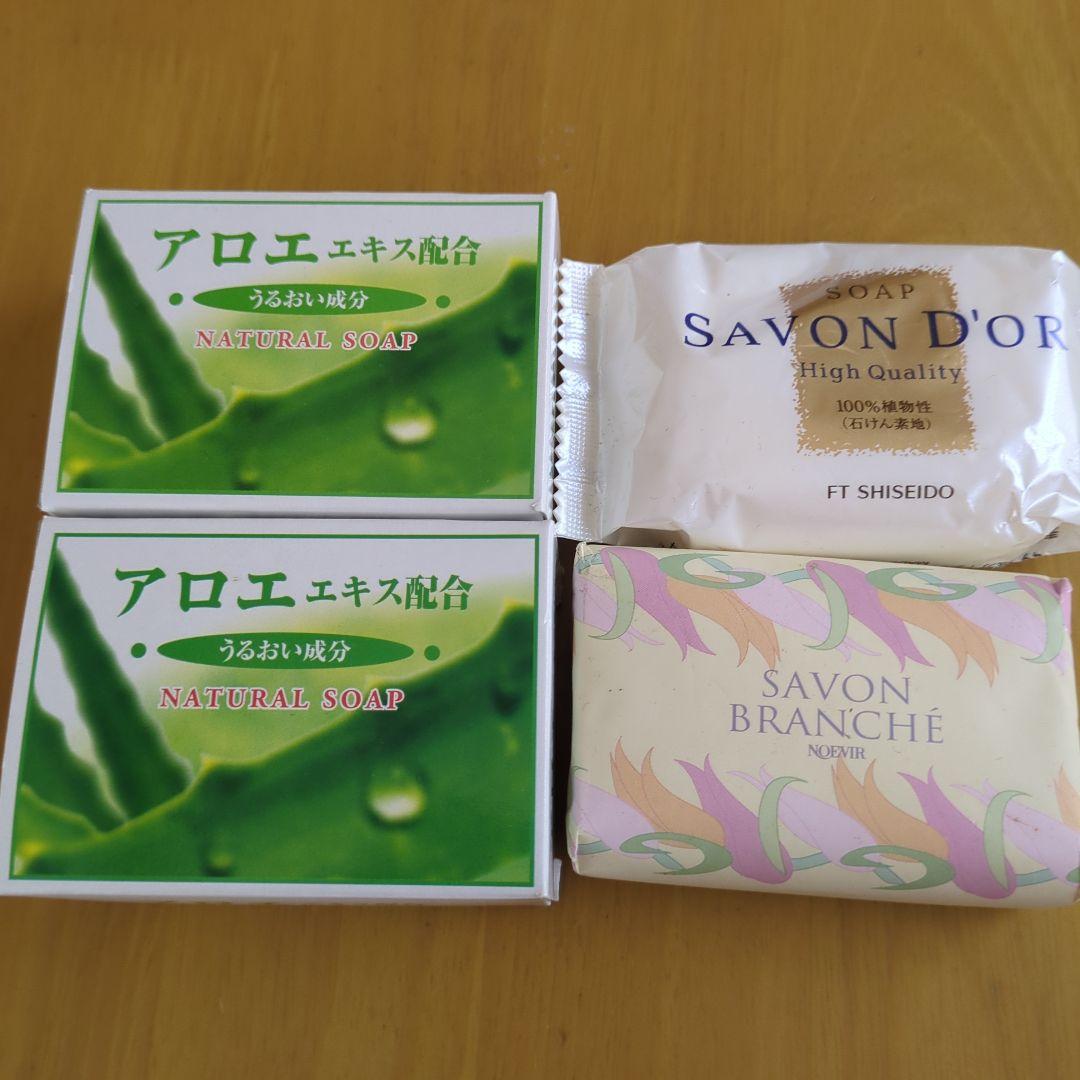 アロエ エキス配合
うるおい成分
NATURAL SOAP
アロエ エキス配合
うるおい成分
NATURAL SOAP
SOAP
SAVON D'OR
High Quality
100%植物性
(石けん素地)
FT SHISEIDO
SAVON
BRANCHÉ
NOEVIR